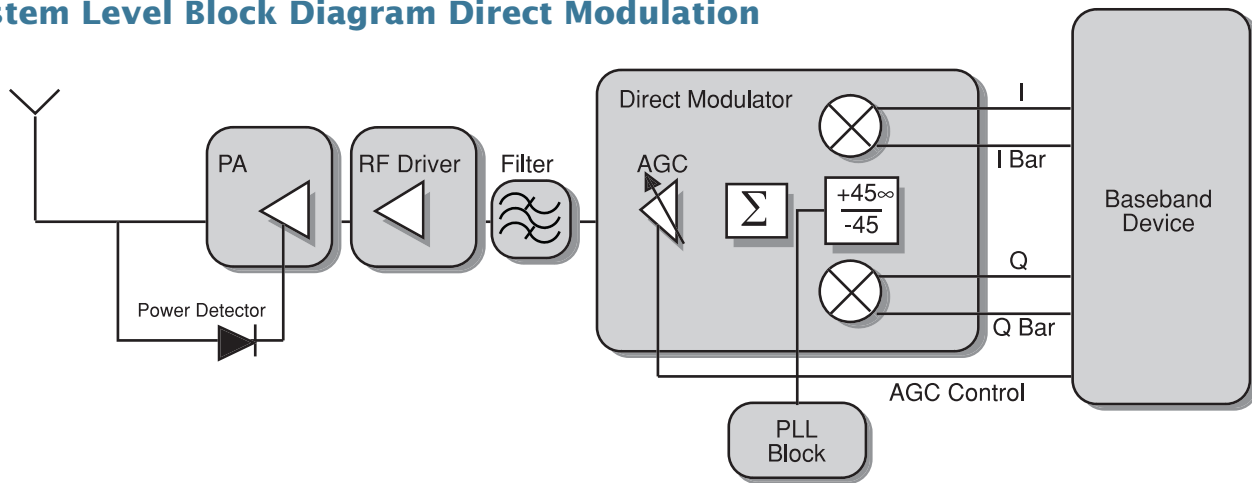 stem Level Block Diagram Direct Modulation
Direct Modulator
I
I Bar
PA
RF Driver
Filter
AGC
Σ
+45∞
-45
Baseband
Device
Q
Q Bar
Power Detector
AGC Control
PLL
Block